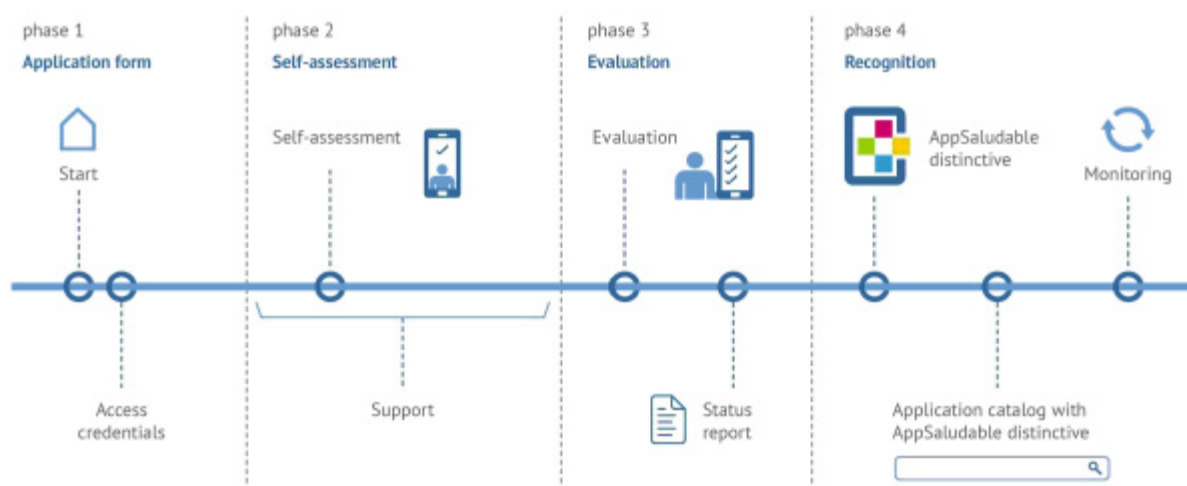 phase 1
Application form
Start
Access
credentials
phase 2
Self-assessment
Self-assessment
Support
phase 3
Evaluation
Evaluation
Status
report
phase 4
Recognition
AppSaludable
distinctive
Monitoring
Application catalog with
AppSaludable distinctive